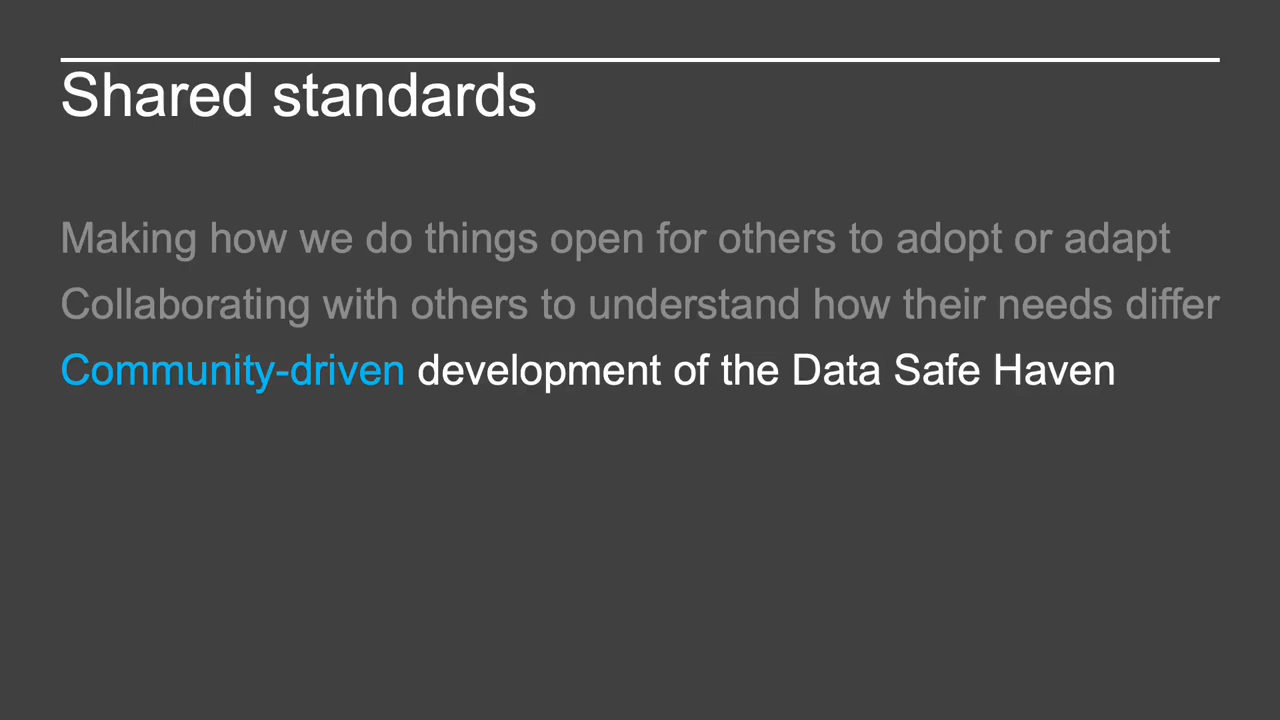 Shared standards
Making how we do things open for others to adopt or adapt
Collaborating with others to understand how their needs differ
Community-driven development of the Data Safe Haven